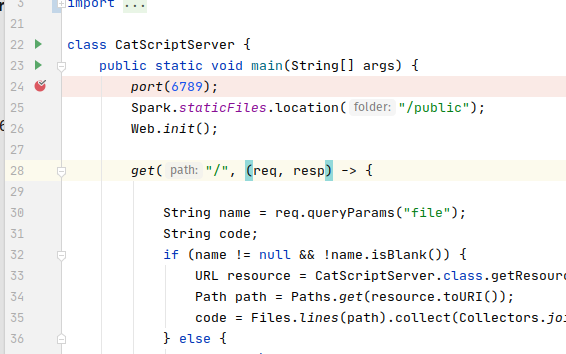 3 import ...
21
22 class CatScriptServer {
23 public static void main(String[] args) {
24 port(6789);
25 Spark.staticFiles.location( folder: "/public");
26 Web.init();
27
28 get( path: "/", (req, resp) -> {
29
30 String name = req.queryParams("file");
31 String code;
32 if (name != null && !name.isBlank()) {
33 URL resource = CatScriptServer.class.getResourc
34 Path path = Paths.get(resource.toURI());
35 code = Files.lines(path).collect(Collectors.joi
36 } else {